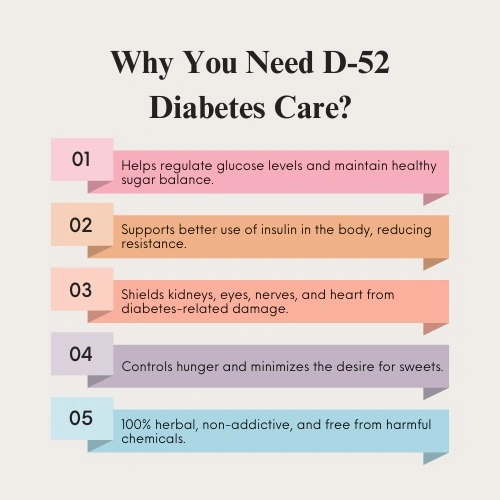 Why You Need D-52
Diabetes Care?
01
Helps regulate glucose levels and maintain healthy
sugar balance.
02
Supports better use of insulin in the body, reducing
resistance.
03
Shields kidneys, eyes, nerves, and heart from
diabetes-related damage.
04
Controls hunger and minimizes the desire for sweets.
05
100% herbal, non-addictive, and free from harmful
chemicals.